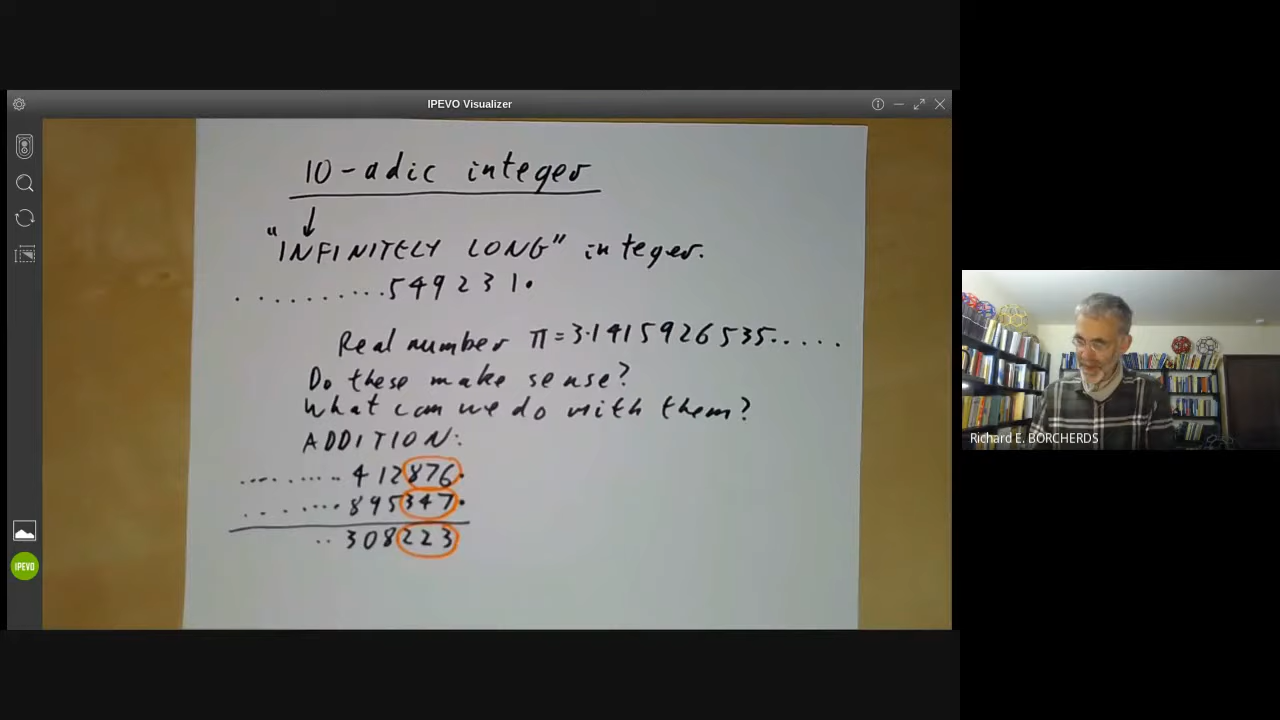 IPEVO Visualizer
10-adic integer
↓
"INFINITELY LONG" integer.
..........549231.
Real number π=3.1415926535.....
Do these make sense?
What can we do with them?
ADDITION:
.........412876.
.......895347.
..308223
IPEVO
Richard E. BORCHERDS